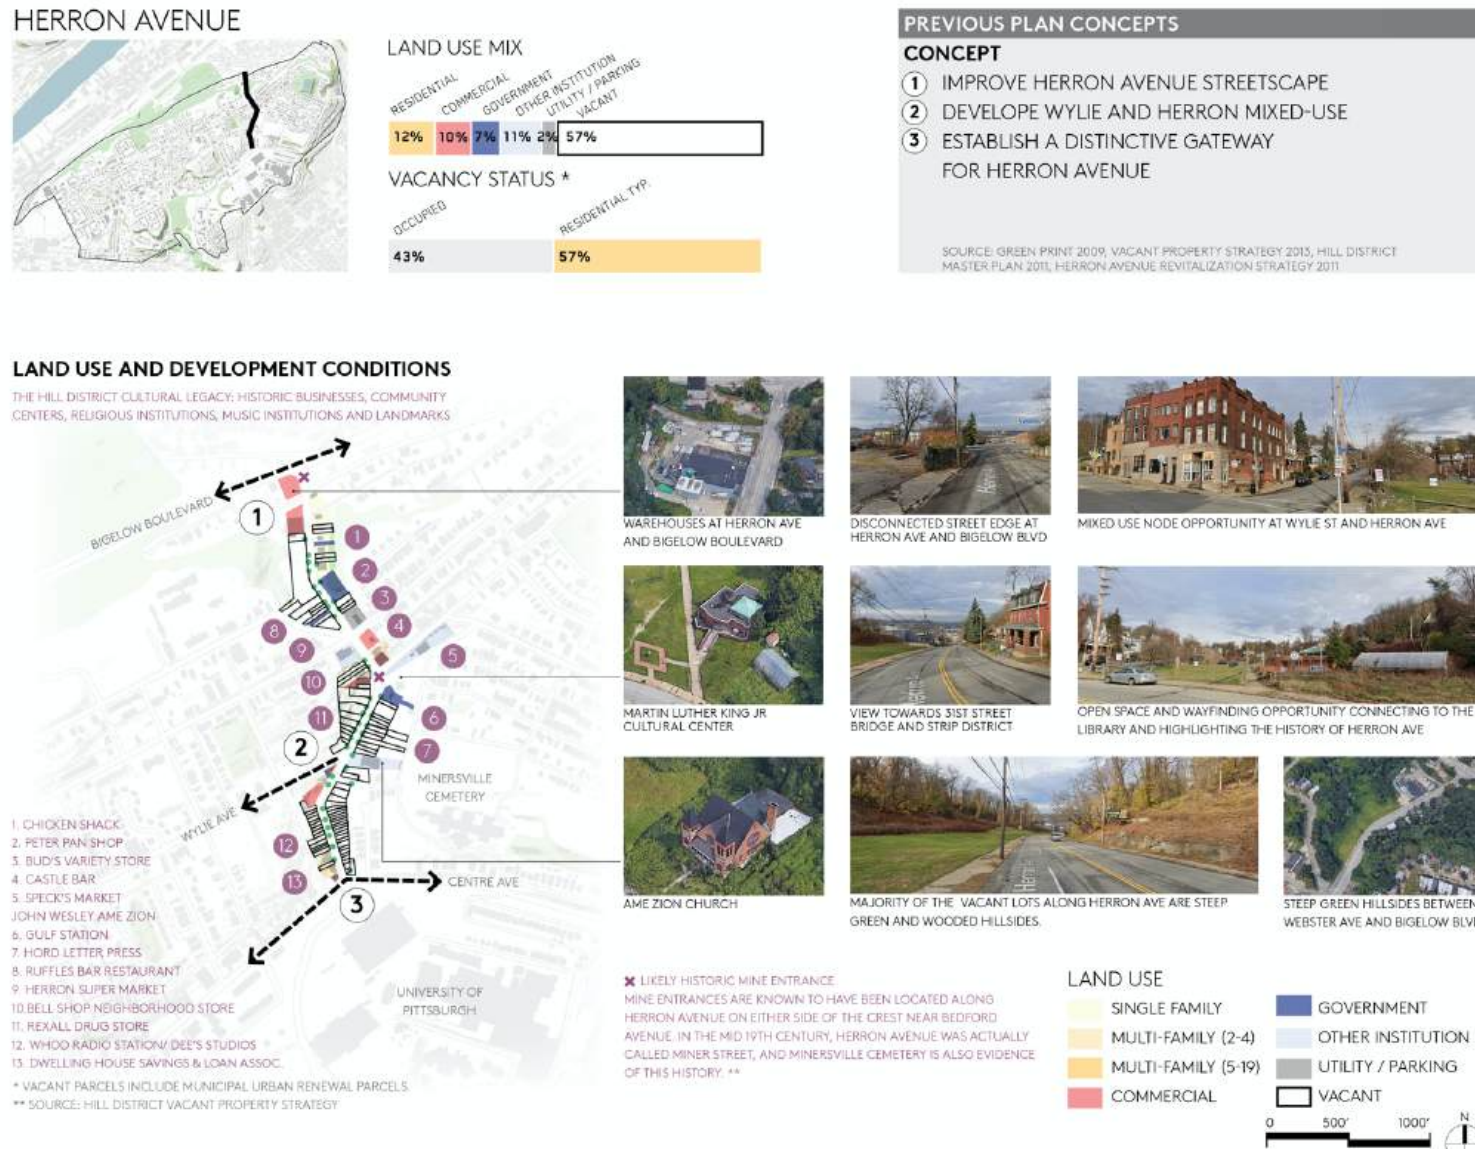 HERRON AVENUE
LAND USE MIX
RESIDENTIAL
COMMERCIAL
GOVERNMENT
OTHER INSTITUTION
UTILITY / PARKING
VACANT
12% 10% 7% 11% 2% 57%
VACANCY STATUS *
OCCUPIED
RESIDENTIAL TYP.
43% 57%
PREVIOUS PLAN CONCEPTS
CONCEPT
1 IMPROVE HERRON AVENUE STREETSCAPE
2 DEVELOPE WYLIE AND HERRON MIXED-USE
3 ESTABLISH A DISTINCTIVE GATEWAY
FOR HERRON AVENUE
SOURCE: GREEN PRINT 2009, VACANT PROPERTY STRATEGY 2013, HILL DISTRICT
MASTER PLAN 2011, HERRON AVENUE REVITALIZATION STRATEGY 2011
LAND USE AND DEVELOPMENT CONDITIONS
THE HILL DISTRICT CULTURAL LEGACY: HISTORIC BUSINESSES, COMMUNITY
CENTERS, RELIGIOUS INSTITUTIONS, MUSIC INSTITUTIONS AND LANDMARKS
BIGELOW BOULEVARD
1
1
2
3
4
5
8
9
10
11
6
7
2
MINERSVILLE
CEMETERY
WYLIE AVE
12
13
CENTRE AVE
3
UNIVERSITY OF
PITTSBURGH
1. CHICKEN SHACK
2. PETER PAN SHOP
3. BUD'S VARIETY STORE
4. CASTLE BAR
5. SPECK'S MARKET
JOHN WESLEY AME ZION
6. GULF STATION
7. HORD LETTER PRESS
8. RUFFLES BAR RESTAURANT
9. HERRON SUPER MARKET
10.BELL SHOP NEIGHBORHOOD STORE
11. REXALL DRUG STORE
12. WHOD RADIO STATION/ DEE'S STUDIOS
13. DWELLING HOUSE SAVINGS & LOAN ASSOC.
* VACANT PARCELS INCLUDE MUNICIPAL URBAN RENEWAL PARCELS.
** SOURCE: HILL DISTRICT VACANT PROPERTY STRATEGY
WAREHOUSES AT HERRON AVE
AND BIGELOW BOULEVARD
DISCONNECTED STREET EDGE AT
HERRON AVE AND BIGELOW BLVD
MIXED USE NODE OPPORTUNITY AT WYLIE ST AND HERRON AVE
MARTIN LUTHER KING JR
CULTURAL CENTER
VIEW TOWARDS 31ST STREET
BRIDGE AND STRIP DISTRICT
OPEN SPACE AND WAYFINDING OPPORTUNITY CONNECTING TO THE
LIBRARY AND HIGHLIGHTING THE HISTORY OF HERRON AVE
AME ZION CHURCH
MAJORITY OF THE VACANT LOTS ALONG HERRON AVE ARE STEEP
GREEN AND WOODED HILLSIDES.
STEEP GREEN HILLSIDES BETWEEN
WEBSTER AVE AND BIGELOW
LIKELY HISTORIC MINE ENTRANCE
MINE ENTRANCES ARE KNOWN TO HAVE BEEN LOCATED ALONG
HERRON AVENUE ON EITHER SIDE OF THE CREST NEAR BEDFORD
AVENUE. IN THE MID 19TH CENTURY, HERRON AVENUE WAS ACTUALLY
CALLED MINER STREET, AND MINERSVILLE CEMETERY IS ALSO EVIDENCE
OF THIS HISTORY. **
LAND USE
SINGLE FAMILY
MULTI-FAMILY (2-4)
MULTI-FAMILY (5-19)
COMMERCIAL
GOVERNMENT
OTHER INSTITUTION
UTILITY / PARKING
VACANT
0 500' 1000'
N